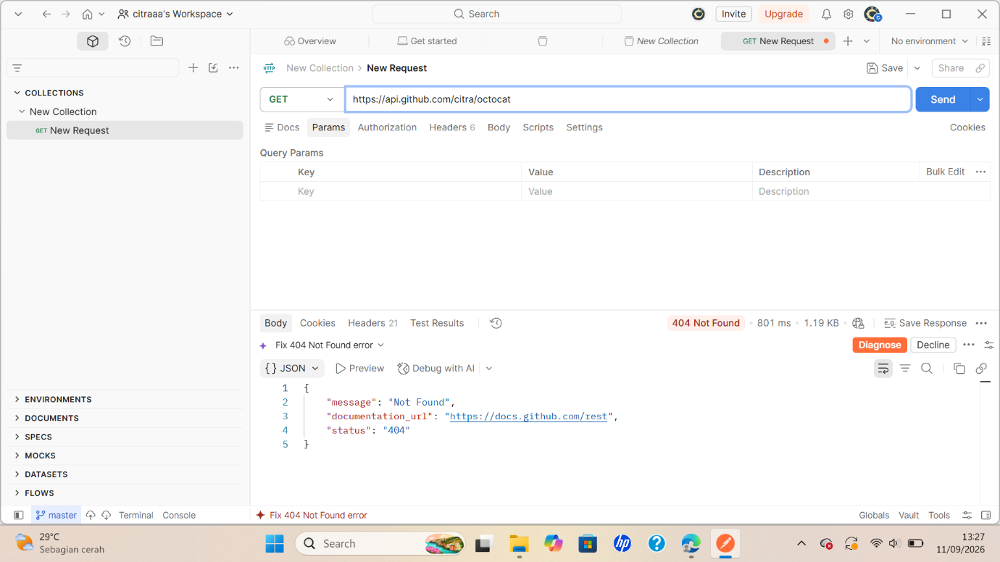 citraaa's Workspace
Search
Invite
Upgrade
Overview
Get started
New Collection
GET New Request
No environment
HTTP
New Collection > New Request
Save
Share
COLLECTIONS
New Collection
GET New Request
GET
https://api.github.com/citra/octocat
Send
Docs
Params
Authorization
Headers 6
Body
Scripts
Settings
Cookies
Query Params
Key
Value
Description
Bulk Edit
Key
Value
Description
Body
Cookies
Headers 21
Test Results
404 Not Found
801 ms
1.19 KB
e.g. Save Response
Fix 404 Not Found error
Diagnose
Decline
{} JSON
Preview
Debug with AI
1 {
2 "message": "Not Found",
3 "documentation_url": "https://docs.github.com/rest",
4 "status": "404"
5 }
ENVIRONMENTS
DOCUMENTS
SPECS
MOCKS
DATASETS
FLOWS
master
Terminal
Console
Fix 404 Not Found error
Globals
Vault
Tools
29°C
Sebagian cerah
Search
hp
13:27
11/09/2026